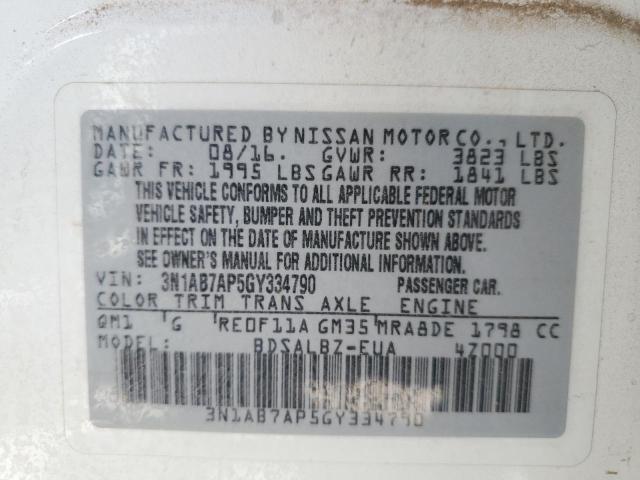 MANUFACTURED BY NISSAN MOTOR CO., LTD.
DATE: 08/16. GVWR: 3823 LBS
GAWR FR: 1995 LBS GAWR RR: 1841 LBS
THIS VEHICLE CONFORMS TO ALL APPLICABLE FEDERAL MOTOR
VEHICLE SAFETY, BUMPER AND THEFT PREVENTION STANDARDS
IN EFFECT ON THE DATE OF MANUFACTURE SHOWN ABOVE.
SEE OWNER'S MANUAL FOR ADDITIONAL INFORMATION.
VIN: 3N1AB7AP5GY334790 PASSENGER CAR.
COLOR TRIM TRANS AXLE ENGINE
QM1 G RE0F11A GM35 MRA8DE 1798 CC
MODEL: BDSALBZ-EUA 4Z000
3N1AB7AP5GY334790